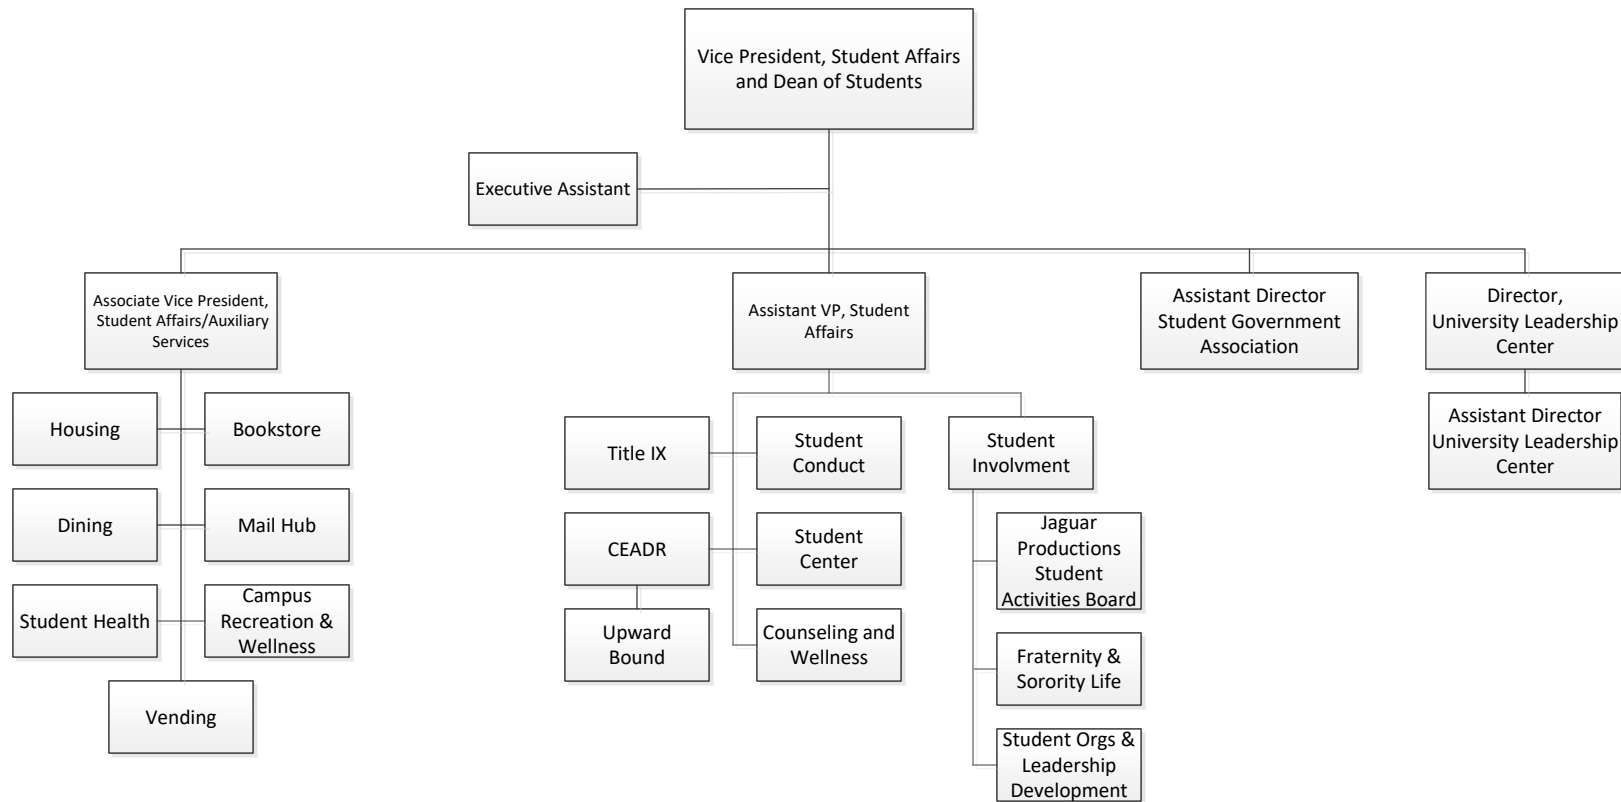 Vice President, Student Affairs
and Dean of Students
Executive Assistant
Associate Vice President,
Student Affairs/Auxiliary
Services
Assistant VP, Student
Affairs
Assistant Director
Student Government
Association
Director,
University Leadership
Center
Housing
Bookstore
Dining
Mail Hub
Student Health
Campus
Recreation &
Wellness
Vending
Title IX
Student
Conduct
CEADR
Student
Center
Upward
Bound
Counseling and
Wellness
Student
Involvment
Jaguar
Productions
Student
Activities Board
Fraternity &
Sorority Life
Student Orgs &
Leadership
Development
Assistant Director
University Leadership
Center